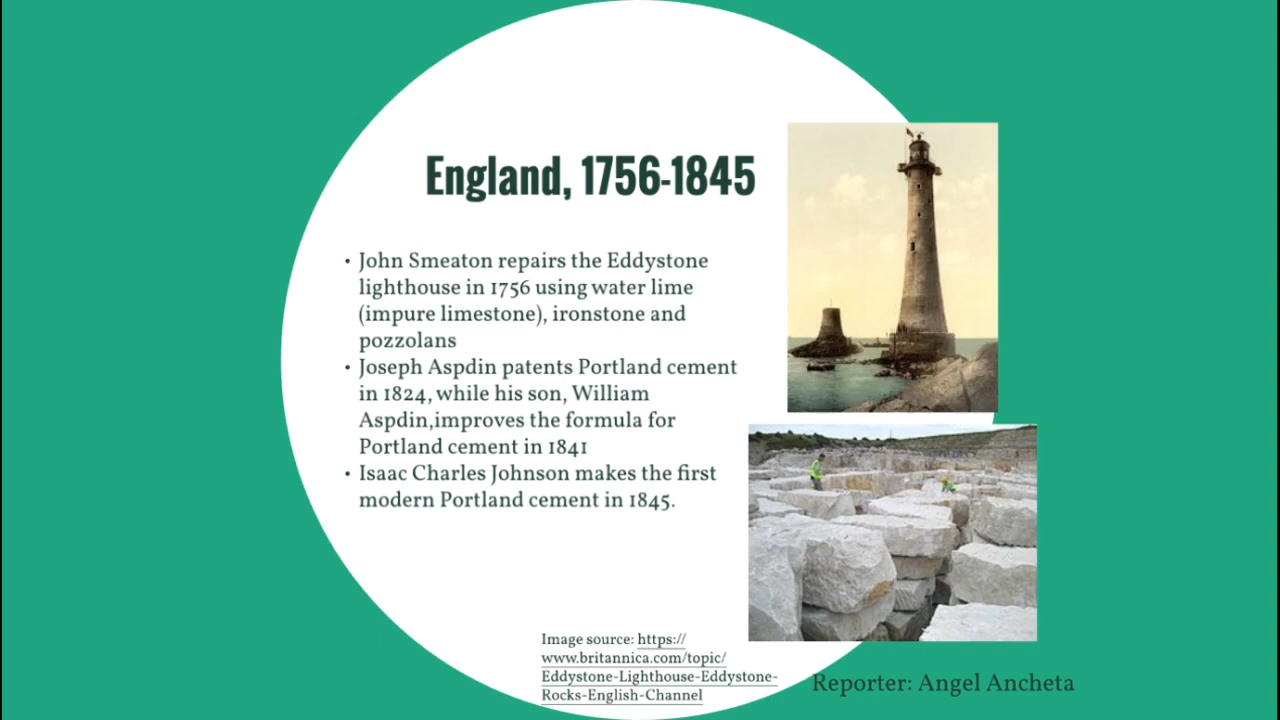 England, 1756-1845
• John Smeaton repairs the Eddystone
lighthouse in 1756 using water lime
(impure limestone), ironstone and
pozzolans
• Joseph Aspdin patents Portland cement
in 1824, while his son, William
Aspdin,improves the formula for
Portland cement in 1841
• Isaac Charles Johnson makes the first
modern Portland cement in 1845.
Image source: https://
www.britannica.com/topic/
Eddystone-Lighthouse-Eddystone-
Rocks-English-Channel
Reporter: Angel Ancheta